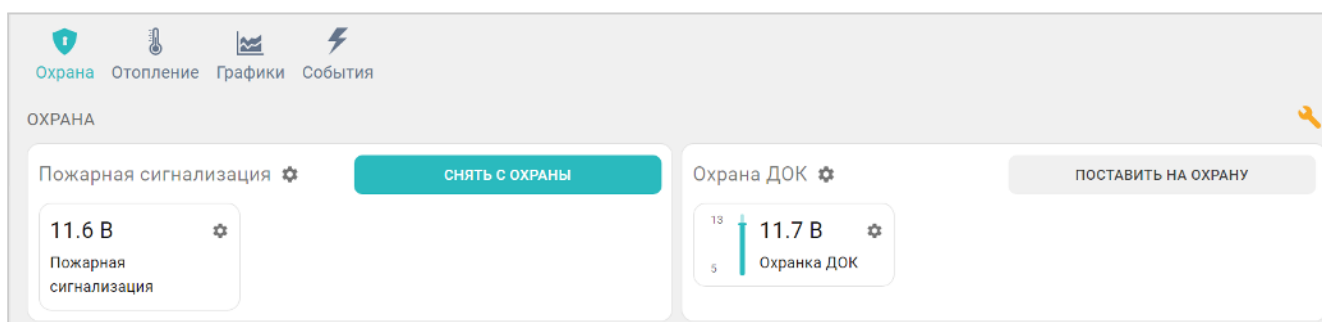 Охрана Отопление Графики События
ОХРАНА
Пожарная сигнализация СНЯТЬ С ОХРАНЫ
11.6 В
Пожарная
сигнализация
Охрана ДОК ПОСТАВИТЬ НА ОХРАНУ
13
11.7 В
5
Охранка ДОК